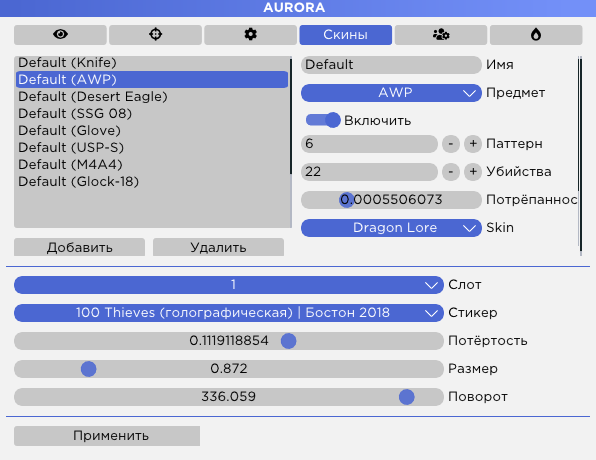 AURORA
Скины
Default (Knife)
Default (AWP)
Default (Desert Eagle)
Default (SSG 08)
Default (Glove)
Default (USP-S)
Default (M4A4)
Default (Glock-18)
Добавить
Удалить
Default
Имя
AWP
Предмет
Включить
6
- +
Паттерн
22
- +
Убийства
0.0005506073
Потрёпаннос
Dragon Lore
Skin
1
Слот
100 Thieves (голографическая) | Бостон 2018
Стикер
0.1119118854
Потёртость
0.872
Размер
336.059
Поворот
Применить